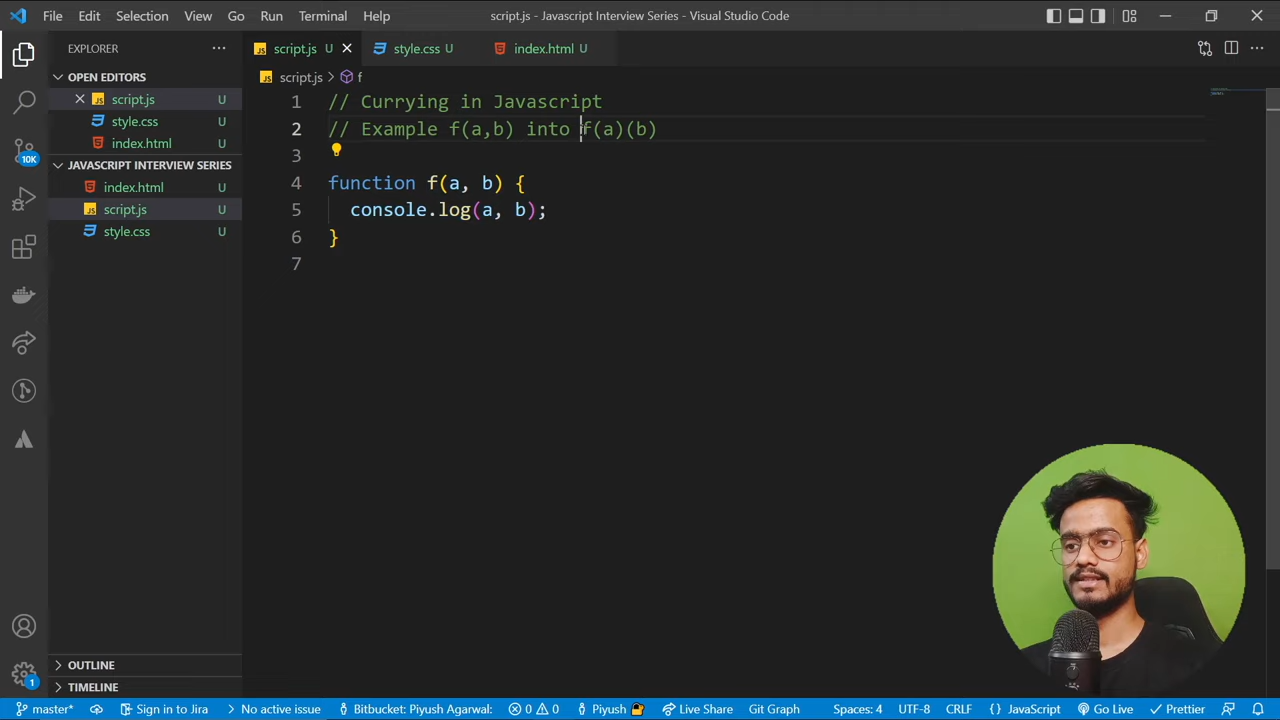 File Edit Selection View Go Run Terminal Help script.js - Javascript Interview Series - Visual Studio Code
EXPLORER
OPEN EDITORS
script.js U
style.css U
index.html U
JAVASCRIPT INTERVIEW SERIES
index.html U
script.js U
style.css U
OUTLINE
TIMELINE
10K
1
JS script.js U
style.css U
index.html U
JS script.js > f
1 // Currying in Javascript
2 // Example f(a,b) into f(a)(b)
3
4 function f(a, b) {
5 console.log(a, b);
6 }
7
master* Sign in to Jira No active issue Bitbucket: Piyush Agarwal: 0 0 Piyush Live Share Git Graph Spaces: 4 UTF-8 CRLF {} JavaScript Go Live Prettier